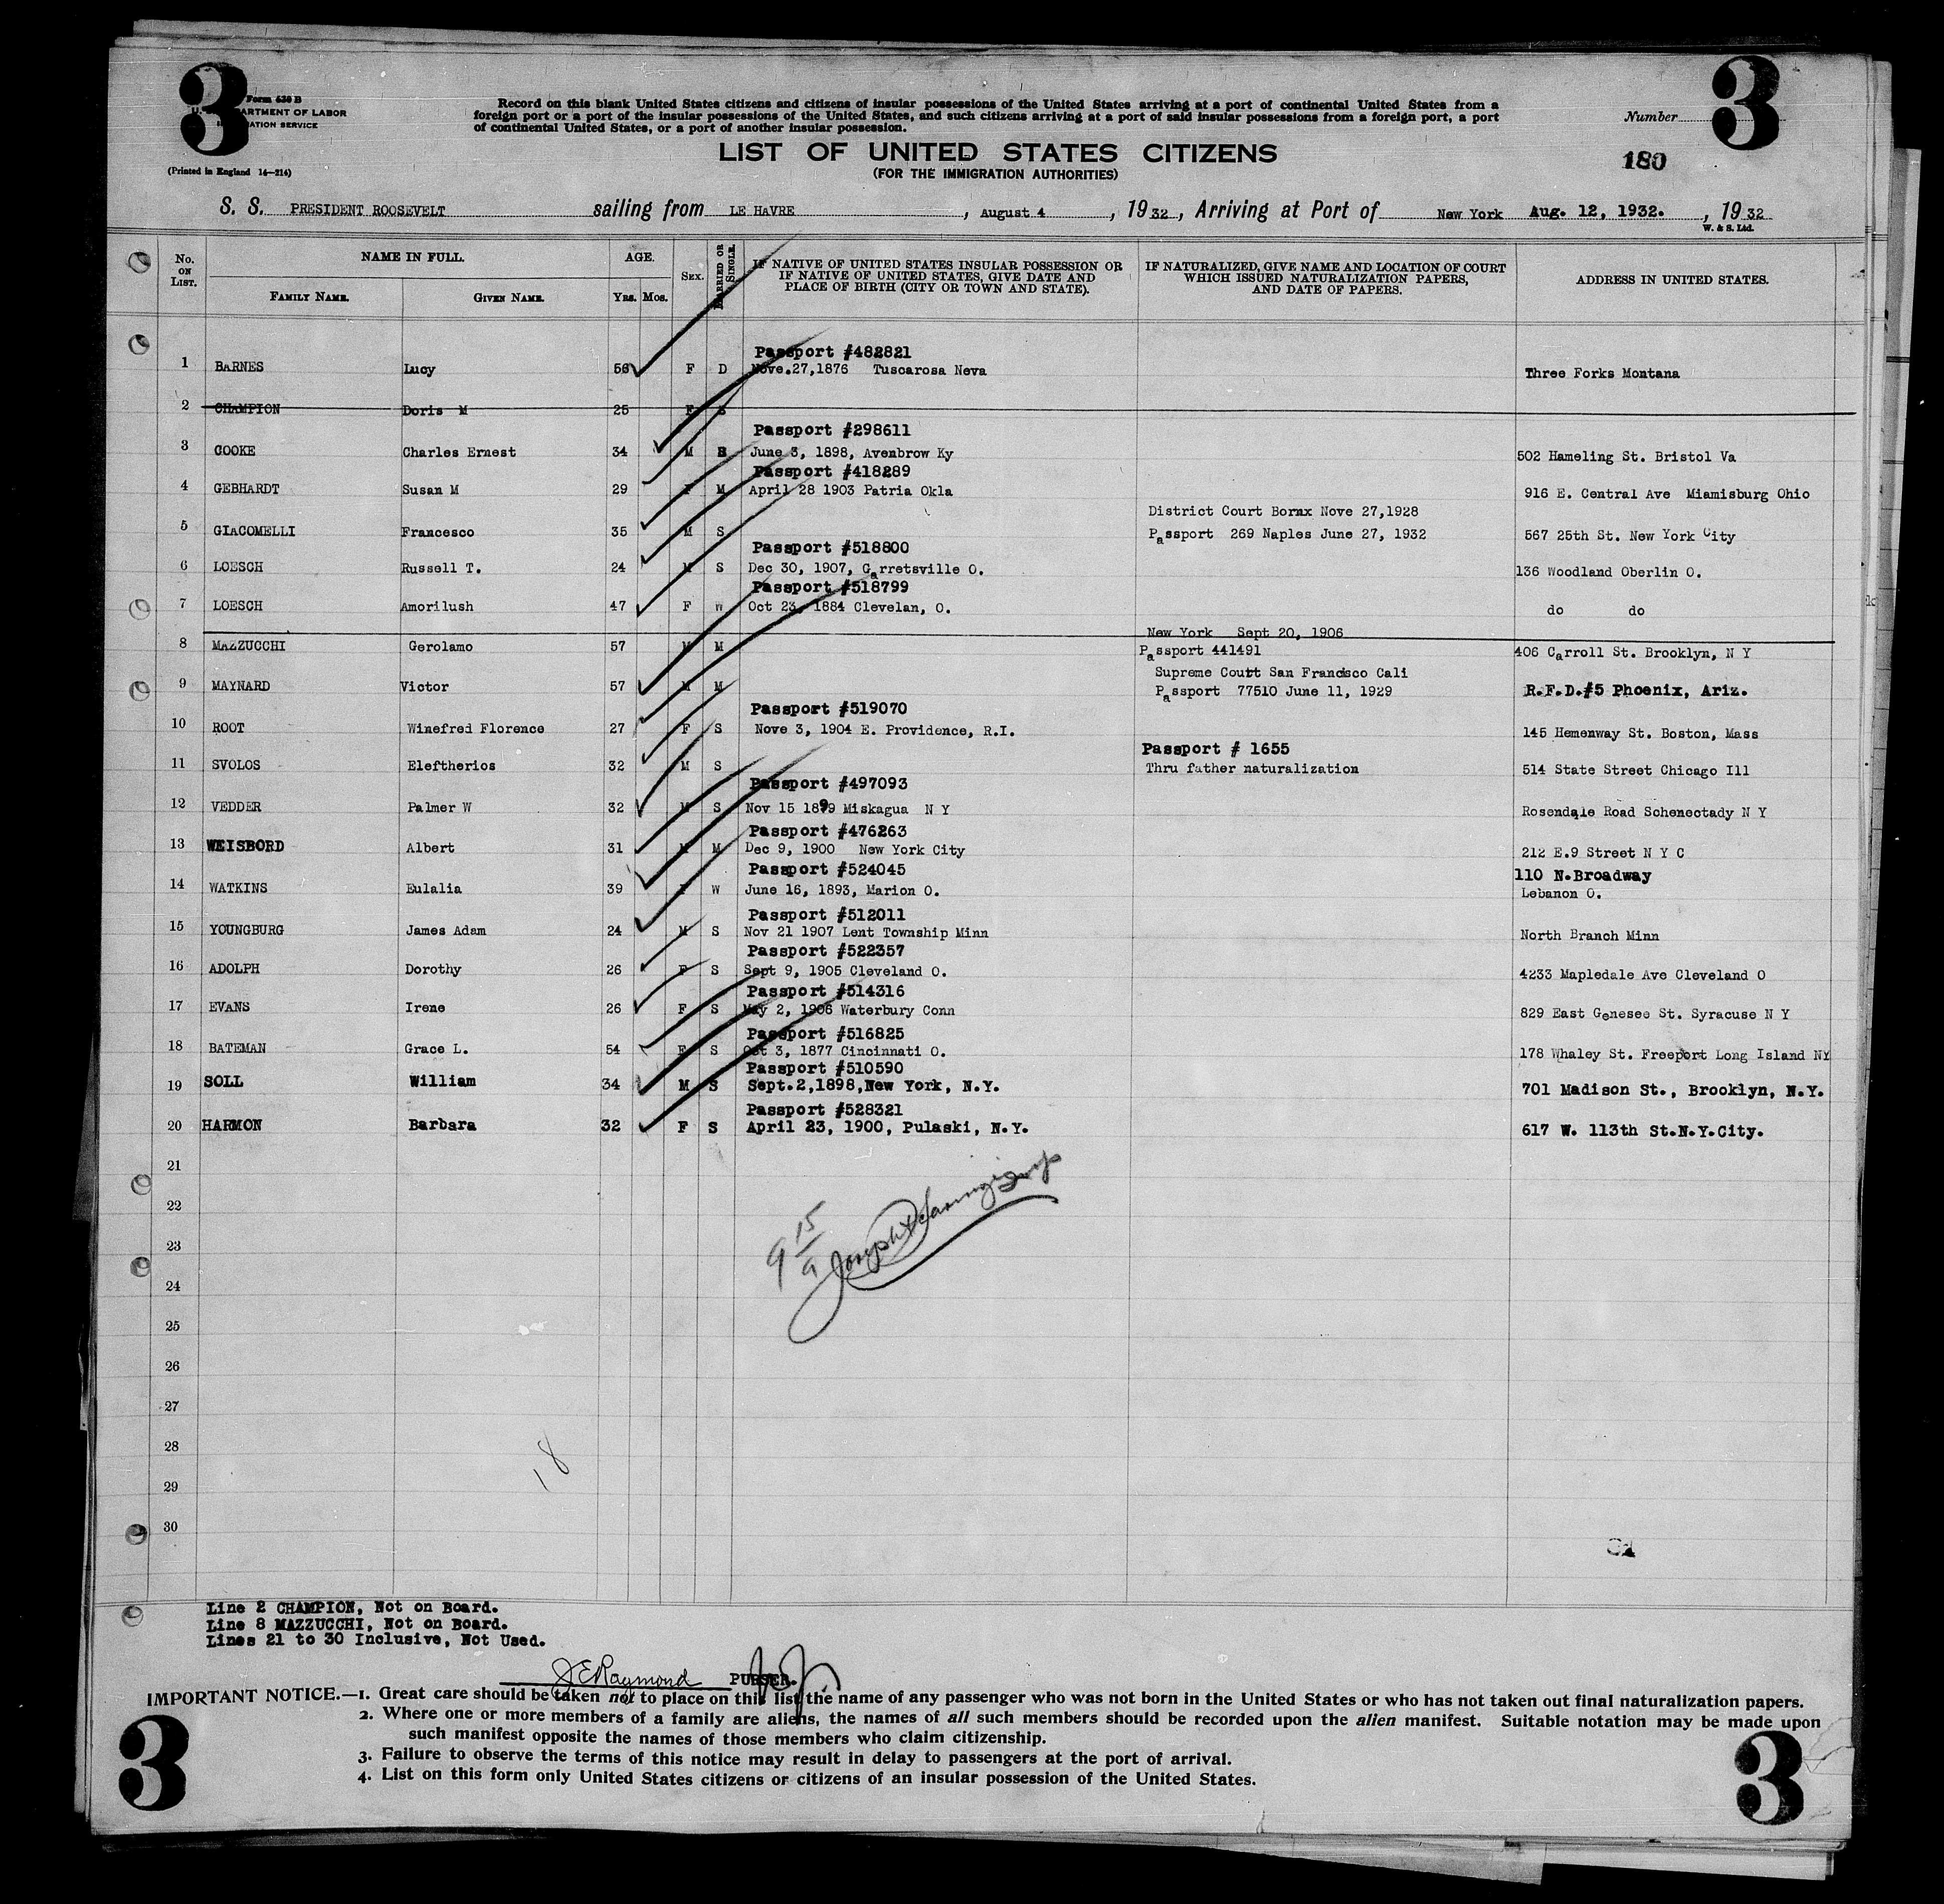 3
3
Form 630 B
U. DEPARTMENT OF LABOR
IMMIGRATION SERVICE
(Printed in England 14—214)
Record on this blank United States citizens and citizens of insular possessions of the United States arriving at a port of continental United States from a
foreign port or a port of the insular possessions of the United States, and such citizens arriving at a port of said insular possessions from a foreign port, a port
of continental United States, or a port of another insular possession.
Number
LIST OF UNITED STATES CITIZENS
(FOR THE IMMIGRATION AUTHORITIES)
180
S. S. PRESIDENT ROOSEVELT sailing from LE HAVRE, August 4, 1932, Arriving at Port of New York Aug. 12, 1932., 1932
W. & S. Ltd.
No. ON LIST. NAME IN FULL. FAMILY NAME. GIVEN NAME. AGE. Yrs. Mos. SEX. MARRIED OR SINGLE.
IF NATIVE OF UNITED STATES INSULAR POSSESSION OR
IF NATIVE OF UNITED STATES, GIVE DATE AND
PLACE OF BIRTH (CITY OR TOWN AND STATE).
IF NATURALIZED, GIVE NAME AND LOCATION OF COURT
WHICH ISSUED NATURALIZATION PAPERS,
AND DATE OF PAPERS.
ADDRESS IN UNITED STATES.
Passport #482821
1 BARNES Lucy 56 F D Nove.27,1876 Tuscarosa Neva Three Forks Montana
2 CHAMPION Doris M 25 F S
Passport #298611
3 COOKE Charles Ernest 34 M S June 3, 1898, Avenbrow Ky 502 Hameling St. Bristol Va
Passport #418289
4 GEBHARDT Susan M 29 F M April 28 1903 Patria Okla 916 E. Central Ave Miamisburg Ohio
District Court Bornx Nove 27,1928
5 GIACOMELLI Francesco 35 M S Passport 269 Naples June 27, 1932 567 25th St. New York City
Passport #518800
6 LOESCH Russell T. 24 M S Dec 30, 1907, Garretsville O. 136 Woodland Oberlin O.
Passport #518799
7 LOESCH Amorilush 47 F W Oct 23, 1884 Clevelan, O. do do
New York Sept 20, 1906
8 MAZZUCCHI Gerolamo 57 M M Passport 441491 406 Carroll St. Brooklyn, N Y
Supreme Coutt San Francisco Cali
9 MAYNARD Victor 57 M M Passport 77510 June 11, 1929 R.F.D.#5 Phoenix, Ariz.
Passport #519070
10 ROOT Winefred Florence 27 F S Nove 3, 1904 E. Providence, R.I. 145 Hemenway St. Boston, Mass
Passport # 1655
11 SVOLOS Eleftherios 32 M S Thru father naturalization 514 State Street Chicago Ill
Passport #497093
12 VEDDER Palmer W 32 M S Nov 15 1899 Miskagua N Y Rosendale Road Schenectady N Y
Passport #476263
13 WEISBORD Albert 31 M M Dec 9, 1900 New York City 212 E.9 Street N Y C
Passport #524045 110 N.Broadway
14 WATKINS Eulalia 39 F W June 16, 1893, Marion O. Lebanon O.
Passport #512011
15 YOUNGBURG James Adam 24 M S Nov 21 1907 Lent Township Minn North Branch Minn
Passport #522357
16 ADOLPH Dorothy 26 F S Sept 9, 1905 Cleveland O. 4233 Mapledale Ave Cleveland O
Passport #514316
17 EVANS Irene 26 F S May 2, 1906 Waterbury Conn 829 East Genesee St. Syracuse N Y
Passport #516825
18 BATEMAN Grace L. 54 F S Oct 3, 1877 Cincinnati O. 178 Whaley St. Freeport Long Island NY
Passport #510590
19 SOLL William 34 M S Sept.2,1898,New York, N.Y. 701 Madison St., Brooklyn, N.Y.
Passport #528321
20 HARMON Barbara 32 F S April 23, 1900, Pulaski, N.Y. 617 W. 113th St.N.Y.City.
21
22
23
24
25
26
27
28
29
30
18
Line 2 CHAMPION, Not on Board.
Line 8 MAZZUCCHI, Not on Board.
Lines 21 to 30 Inclusive, Not Used.
J E Raymond PURSER.
IMPORTANT NOTICE.—1. Great care should be taken not to place on this list the name of any passenger who was not born in the United States or who has not taken out final naturalization papers.
2. Where one or more members of a family are aliens, the names of all such members should be recorded upon the alien manifest. Suitable notation may be made upon
such manifest opposite the names of those members who claim citizenship.
3. Failure to observe the terms of this notice may result in delay to passengers at the port of arrival.
4. List on this form only United States citizens or citizens of an insular possession of the United States.
3
3